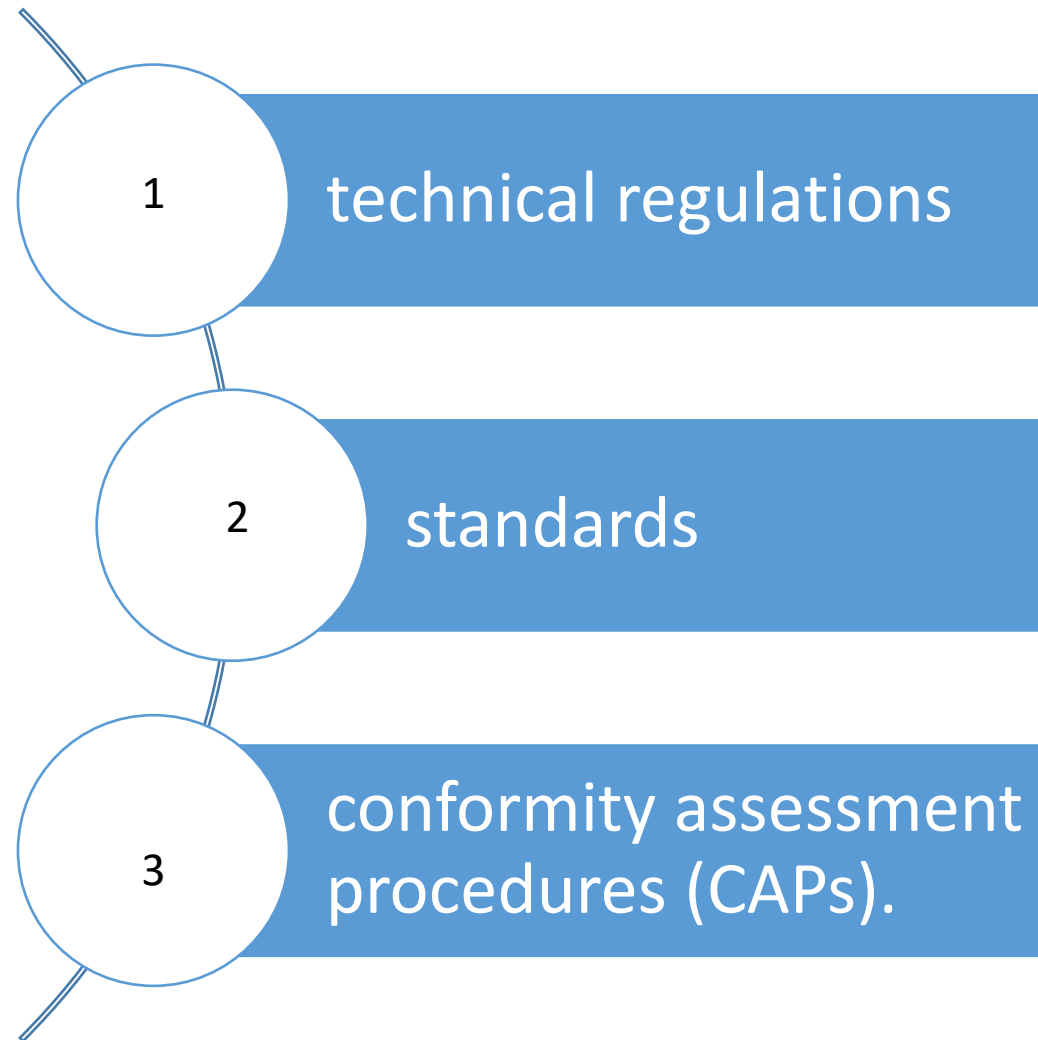 1
technical regulations
2
standards
3
conformity assessment
procedures (CAPs).